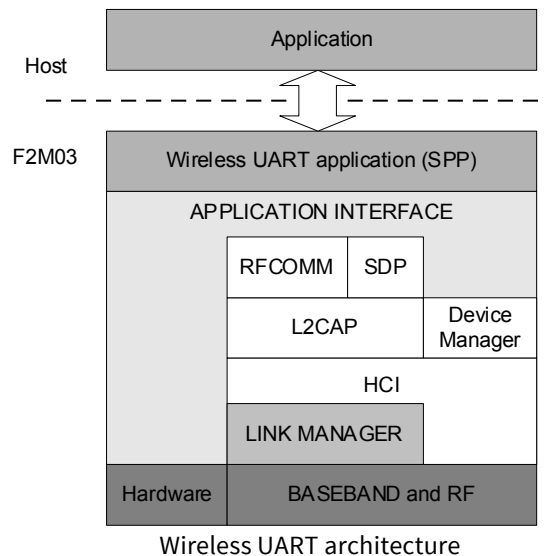 Application
Host
F2M03
Wireless UART application (SPP)
APPLICATION INTERFACE
RFCOMM
SDP
L2CAP
Device
Manager
HCI
LINK MANAGER
Hardware
BASEBAND and RF
Wireless UART architecture